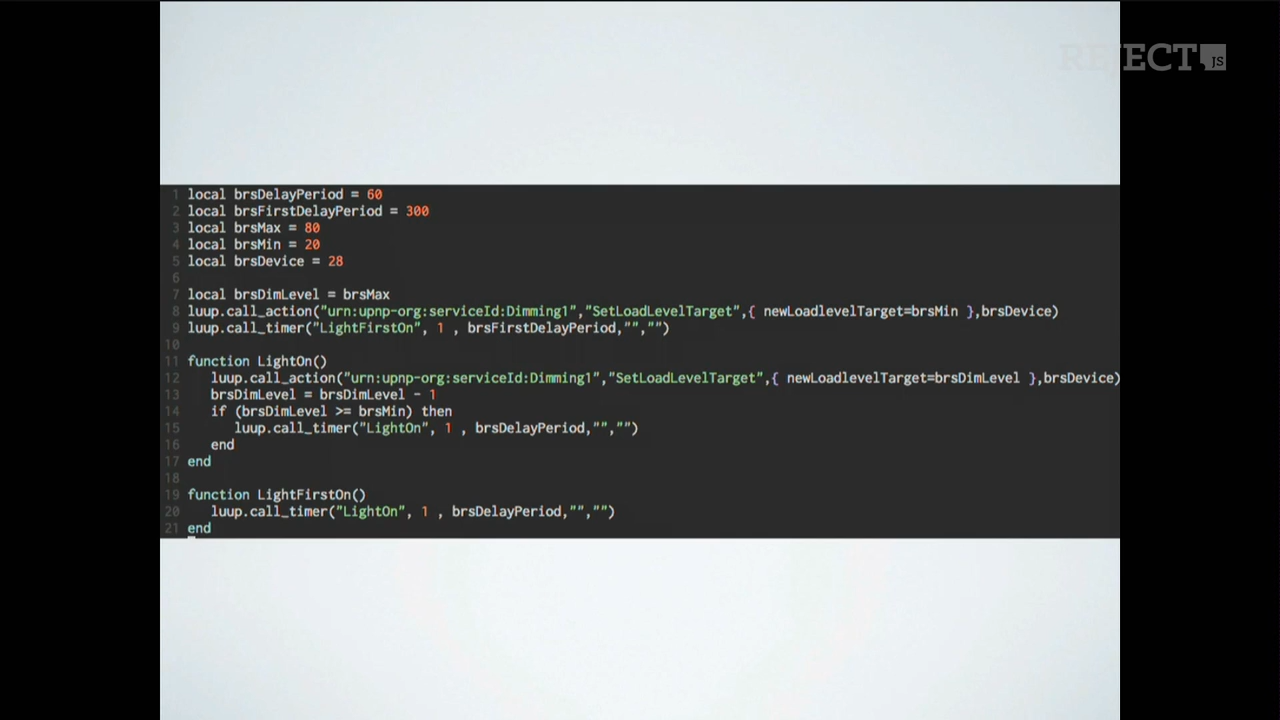 REJECT JS
1 local brsDelayPeriod = 60
2 local brsFirstDelayPeriod = 300
3 local brsMax = 80
4 local brsMin = 20
5 local brsDevice = 28
6
7 local brsDimLevel = brsMax
8 luup.call_action("urn:upnp-org:serviceId:Dimming1","SetLoadLevelTarget",{ newLoadlevelTarget=brsMin },brsDevice)
9 luup.call_timer("LightFirstOn", 1 , brsFirstDelayPeriod,"","")
10
11 function LightOn()
12    luup.call_action("urn:upnp-org:serviceId:Dimming1","SetLoadLevelTarget",{ newLoadlevelTarget=brsDimLevel },brsDevice)
13    brsDimLevel = brsDimLevel - 1
14    if (brsDimLevel >= brsMin) then
15       luup.call_timer("LightOn", 1 , brsDelayPeriod,"","")
16    end
17 end
18
19 function LightFirstOn()
20    luup.call_timer("LightOn", 1 , brsDelayPeriod,"","")
21 end